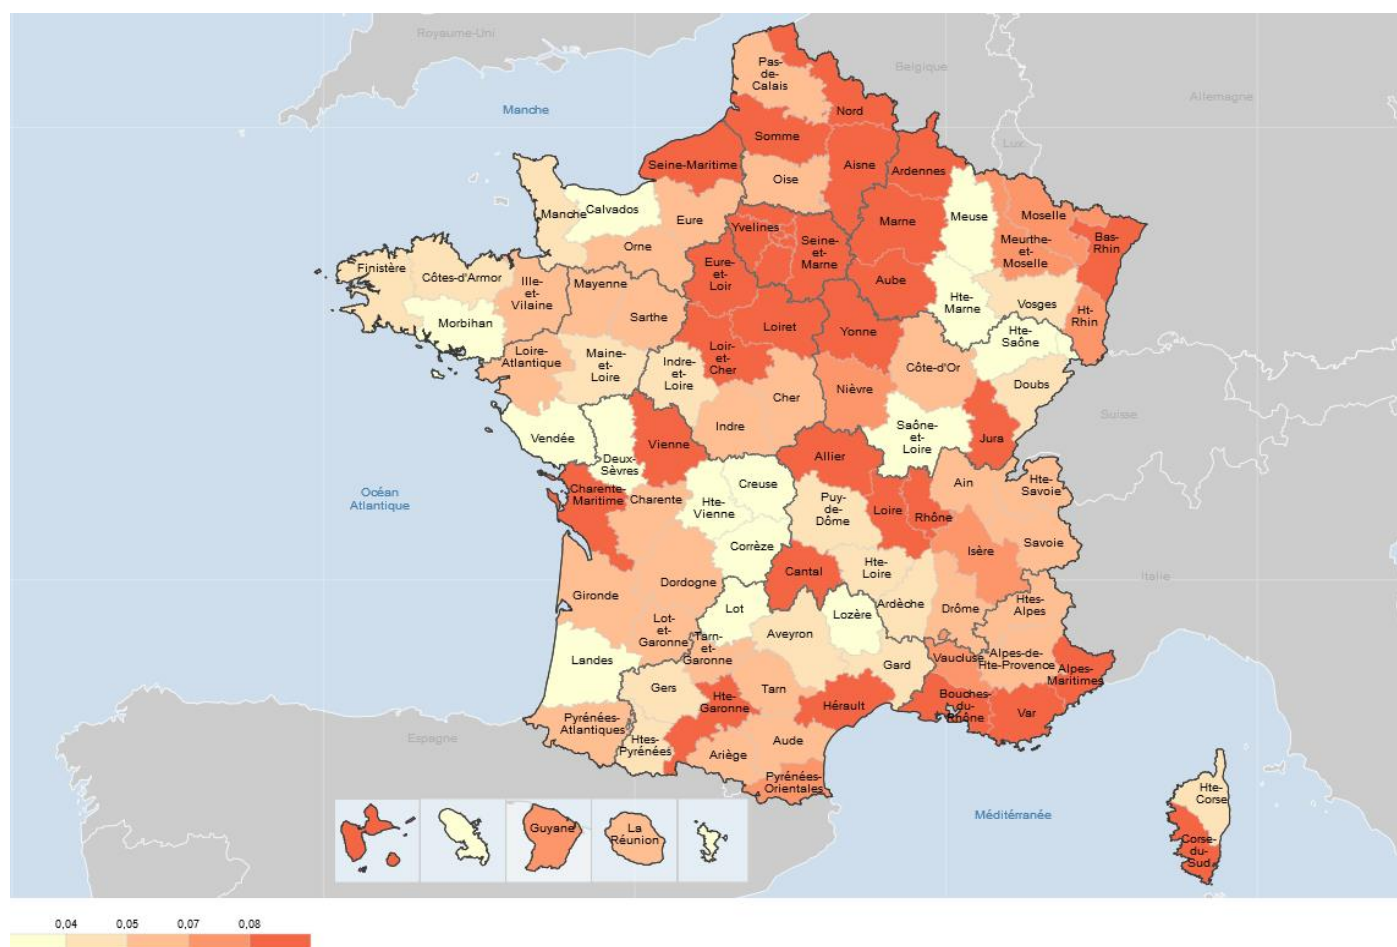 Royaume-Uni
Belgique
Allemagne
Lux.
Manche
Pas-
de-
Calais
Nord
Somme
Seine-Maritime
Aisne
Ardennes
Oise
Manche
Calvados
Eure
Orne
Yvelines
Seine-
et-
Marne
Marne
Meuse
Moselle
Meurthe-
et-
Moselle
Bas-
Rhin
Finistère
Côtes-d'Armor
Ille-
et-
Vilaine
Morbihan
Mayenne
Sarthe
Eure-
et-
Loir
Aube
Hte-
Marne
Vosges
Ht-
Rhin
Loire-
Atlantique
Maine-
et-
Loire
Indre-
et-
Loire
Loir-
et-
Cher
Loiret
Yonne
Hte-
Saône
Côte-d'Or
Doubs
Nièvre
Cher
Indre
Suisse
Vendée
Deux-
Sèvres
Vienne
Allier
Saône-
et-
Loire
Jura
Océan
Atlantique
Charente-
Maritime
Charente
Hte-
Vienne
Creuse
Corrèze
Puy-
de-
Dôme
Loire
Rhône
Ain
Hte-
Savoie
Savoie
Isère
Italie
Gironde
Dordogne
Cantal
Hte-
Loire
Ardèche
Drôme
Htes-
Alpes
Lot-
et-
Garonne
Lot
Lozère
Aveyron
Tarn-
et-
Garonne
Landes
Gers
Hte-
Garonne
Tarn
Gard
Hérault
Vaucluse
Alpes-de-
Hte-Provence
Alpes-
Maritimes
Bouches-
du-
Rhône
Var
Espagne
Pyrénées-
Atlantiques
Htes-
Pyrénées
Ariège
Aude
Pyrénées-
Orientales
Méditérranée
Hte-
Corse
Corse-
du-
Sud
Guyane
La
Réunion
0,04 0,05 0,07 0,08